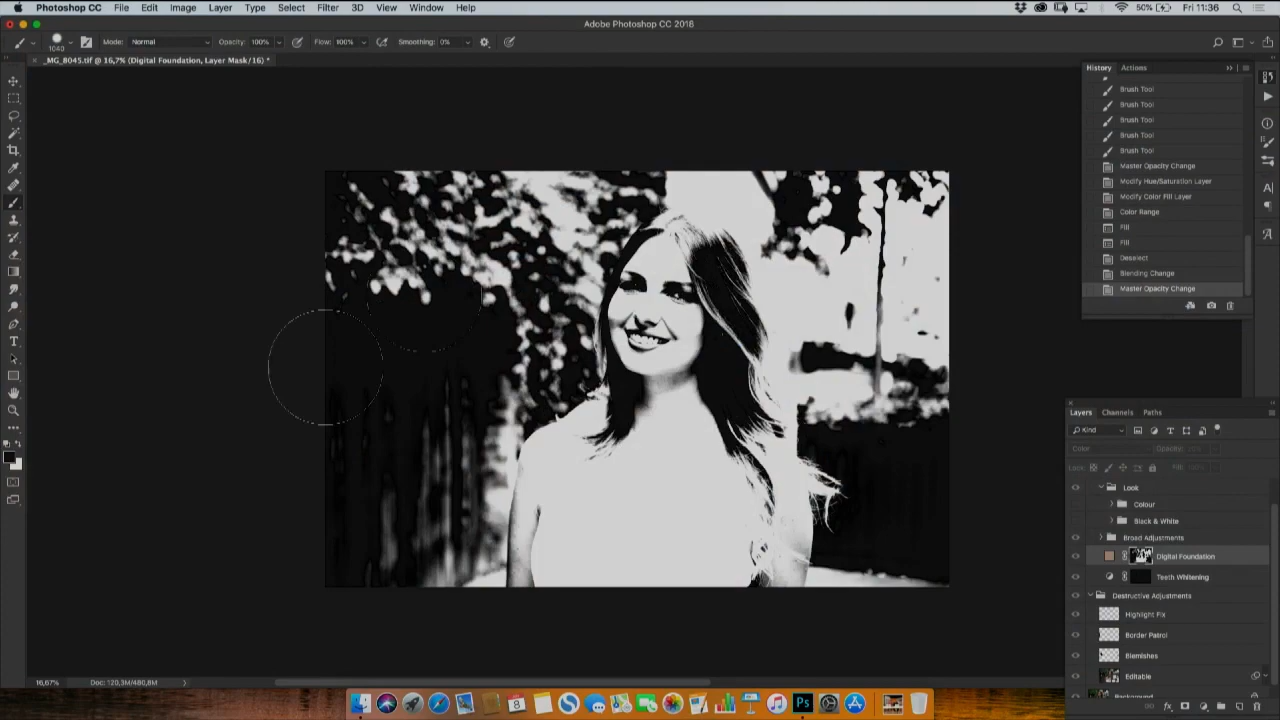 Photoshop CC File Edit Image Layer Type Select Filter 3D View Window Help 50% Fri 11:36
Adobe Photoshop CC 2018
1040 Mode: Normal Opacity: 100% Flow: 100% Smoothing: 0%
_MG_8045.tif @ 16,7% (Digital Foundation, Layer Mask/16) *
History Actions
Brush Tool
Brush Tool
Brush Tool
Brush Tool
Brush Tool
Master Opacity Change
Modify Hue/Saturation Layer
Modify Color Fill Layer
Color Range
Fill
Fill
Deselect
Blending Change
Master Opacity Change
Layers Channels Paths
Kind
Color Opacity:
Lock: Fill:
Look
Colour
Black & White
Broad Adjustments
Digital Foundation
Teeth Whitening
Destructive Adjustments
Highlight Fix
Border Patrol
Blemishes
Editable
Background
16,67% Doc: 120,3M/480,8M